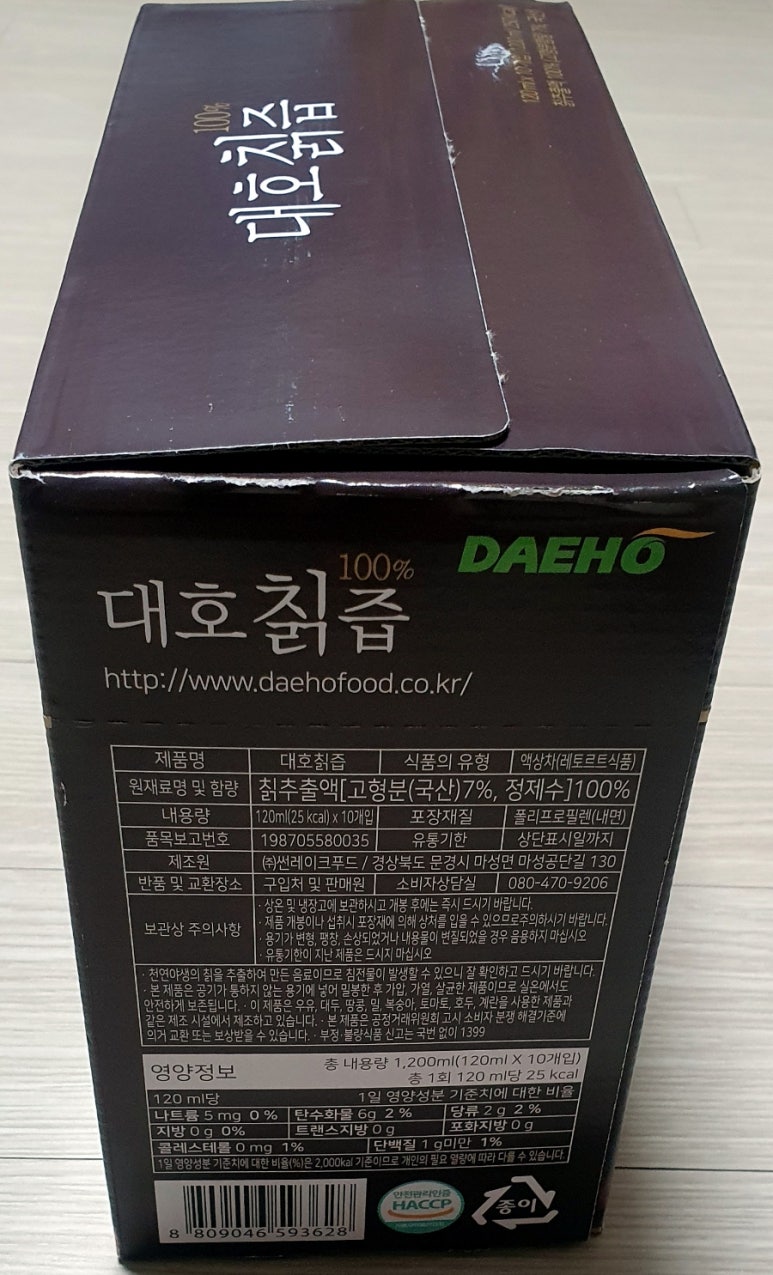 100%
대호칡즙
100%
대호칡즙
DAEHO
http://www.daehofood.co.kr/
제품명 대호칡즙 식품의 유형 액상차(레토르트식품)
원재료명 및 함량 칡추출액[고형분(국산)7%, 정제수]100%
내용량 120ml(25 kcal) x 10개입 포장재질 폴리프로필렌(내면)
품목보고번호 198705580035 유통기한 상단표시일까지
제조원 ㈜썬레이크푸드 / 경상북도 문경시 마성면 마성공단길 130
반품 및 교환장소 구입처 및 판매원 소비자상담실 080-470-9206
보관상 주의사항
· 상온 및 냉장고에 보관하시고 개봉 후에는 즉시 드시기 바랍니다.
· 제품 개봉이나 섭취시 포장재에 의해 상처를 입을 수 있으므로주의하시기 바랍니다.
· 용기가 변형, 팽창, 손상되었거나 내용물이 변질되었을 경우 음용하지 마십시오
· 유통기한이 지난 제품은 드시지 마십시오
· 천연야생의 칡을 추출하여 만든 음료이므로 침전물이 발생할 수 있으니 잘 확인하고 드시기 바랍니다.
· 본 제품은 공기가 통하지 않는 용기에 넣어 밀봉한 후 가압, 가열, 살균한 제품이므로 실온에서도
안전하게 보존됩니다. · 이 제품은 우유, 대두, 땅콩, 밀, 복숭아, 토마토, 호두, 계란을 사용한 제품과
같은 제조 시설에서 제조하고 있습니다. · 본 제품은 공정거래위원회 고시 소비자 분쟁 해결기준에
의거 교환 또는 보상받을 수 있습니다. · 부정·불량식품 신고는 국번 없이 1399
영양정보
총 내용량 1,200ml(120ml X 10개입)
총 1회 120 ml당 25 kcal
120 ml당 1일 영양성분 기준치에 대한 비율
나트륨 5 mg 0 % 탄수화물 6g 2 % 당류 2 g 2 %
지방 0 g 0% 트랜스지방 0 g 포화지방 0 g
콜레스테롤 0 mg 1% 단백질 1 g미만 1%
1일 영양성분 기준치에 대한 비율(%)은 2,000kal 기준이므로 개인의 필요 열량에 따라 다를 수 있습니다.
8 809046 593628
안전관리인증
HACCP
종이